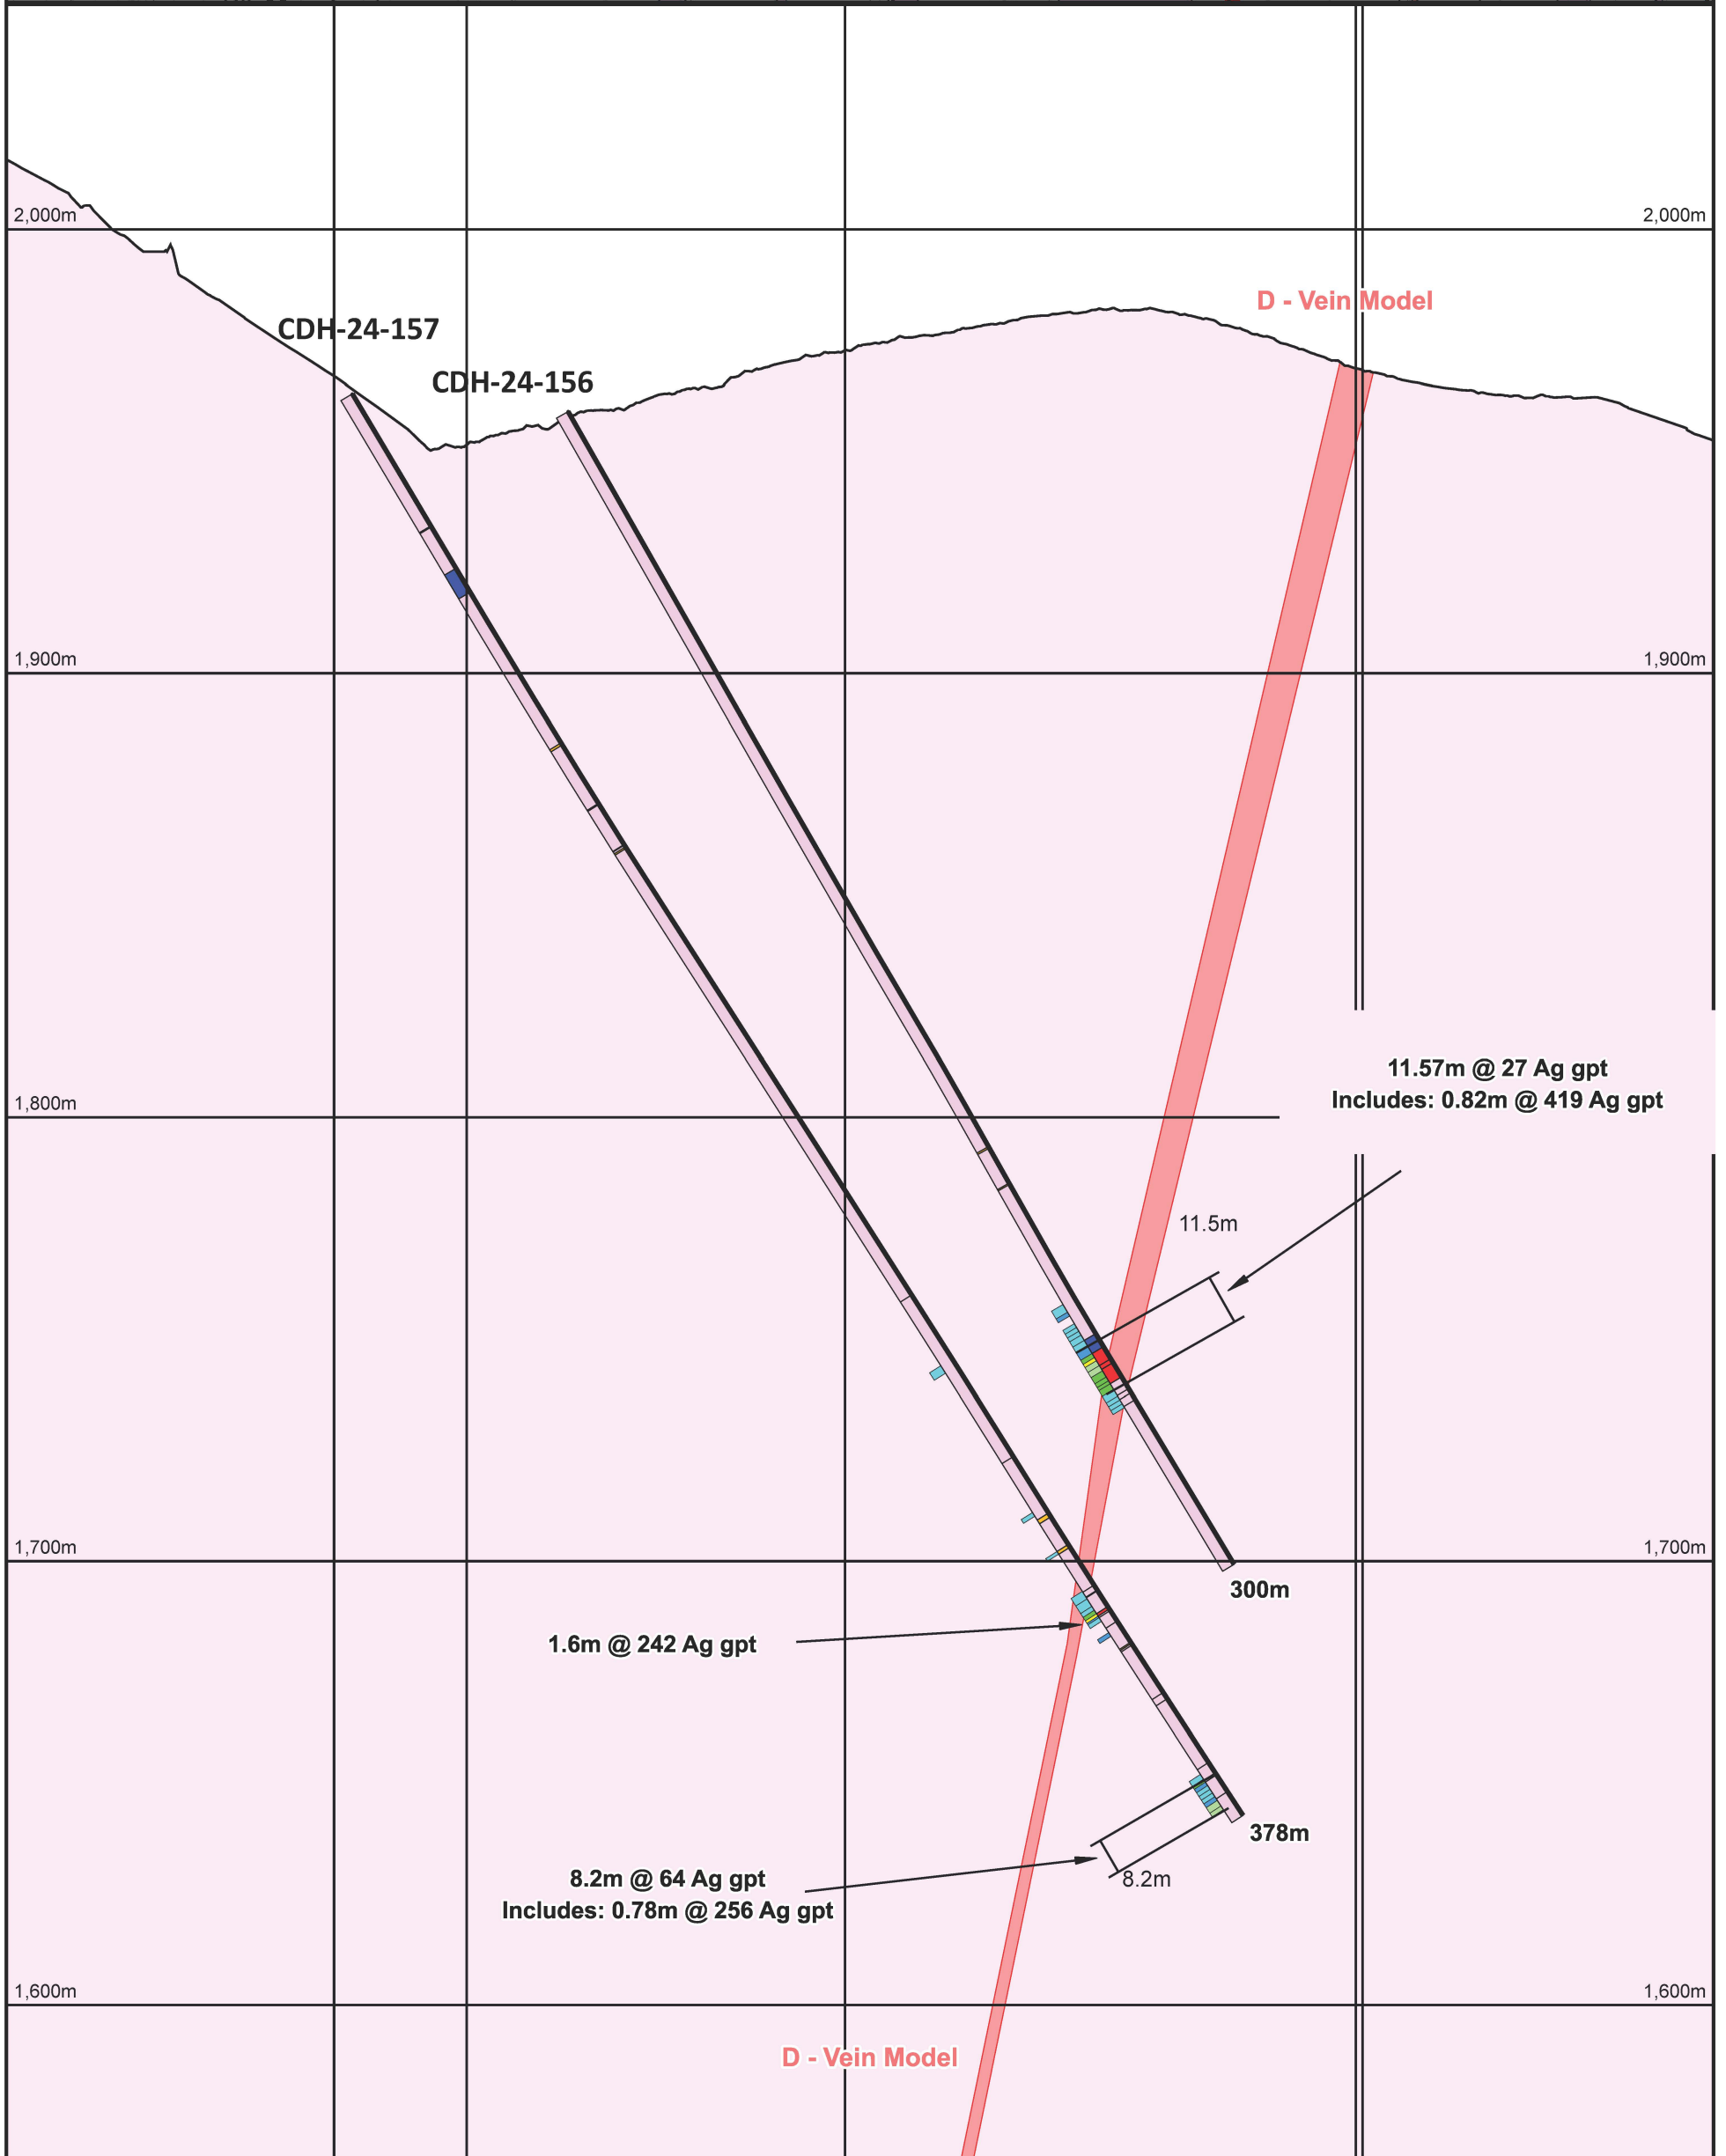 2,000m
2,000m
D - Vein Model
CDH-24-157
CDH-24-156
1,900m
1,900m
11.57m @ 27 Ag gpt
Includes: 0.82m @ 419 Ag gpt
1,800m
11.5m
1,700m
1,700m
300m
1.6m @ 242 Ag gpt
378m
8.2m @ 64 Ag gpt
8.2m
Includes: 0.78m @ 256 Ag gpt
1,600m
1,600m
D - Vein Model